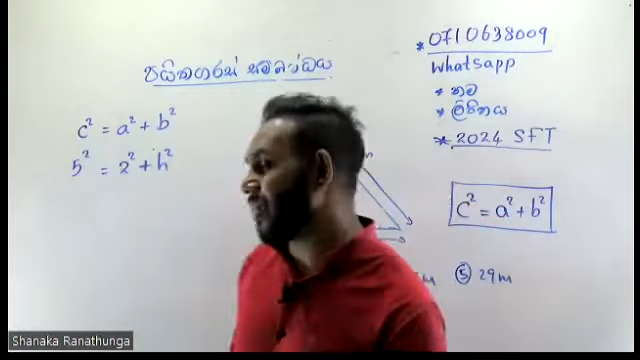 පයිතගරස් සම්බන්ධය
c² = a² + b²
5² = 2² + h²
* 0710638009
whatsapp
* නම
* ලිපිනය
* 2024 SFT
c² = a² + b²
m ⑤ 29m
Shanaka Ranathunga